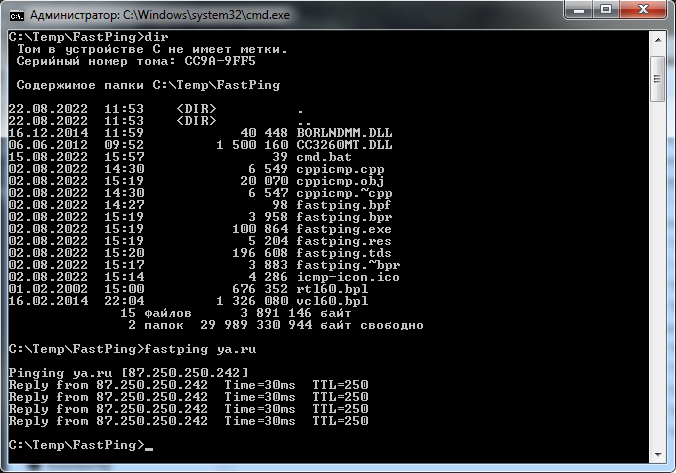 Администратор: C:\Windows\system32\cmd.exe
C:\Temp\FastPing>dir
Том в устройстве C не имеет метки.
Серийный номер тома: CC9A-9FF5
Содержимое папки C:\Temp\FastPing
22.08.2022  11:53    <DIR>          .
22.08.2022  11:53    <DIR>          ..
16.12.2014  11:59            40 448 BORLNDMM.DLL
06.06.2012  09:52         1 500 160 CC3260MT.DLL
15.08.2022  15:57                39 cmd.bat
02.08.2022  14:30             6 549 cppicmp.cpp
02.08.2022  15:19            20 070 cppicmp.obj
02.08.2022  14:30             6 547 cppicmp.~cpp
02.08.2022  14:27                98 fastping.bpf
02.08.2022  15:19             3 958 fastping.bpr
02.08.2022  15:19           100 864 fastping.exe
02.08.2022  15:19             5 204 fastping.res
02.08.2022  15:20           196 608 fastping.tds
02.08.2022  15:17             3 883 fastping.~bpr
02.08.2022  15:14             4 286 icmp-icon.ico
01.02.2002  15:00           676 352 rtl60.bpl
16.02.2014  22:04         1 326 080 vcl60.bpl
15 файлов      3 891 146 байт
2 папок  29 989 330 944 байт свободно
C:\Temp\FastPing>fastping ya.ru
Pinging ya.ru [87.250.250.242]
Reply from 87.250.250.242  Time=30ms  TTL=250
Reply from 87.250.250.242  Time=30ms  TTL=250
Reply from 87.250.250.242  Time=30ms  TTL=250
Reply from 87.250.250.242  Time=30ms  TTL=250
C:\Temp\FastPing>_